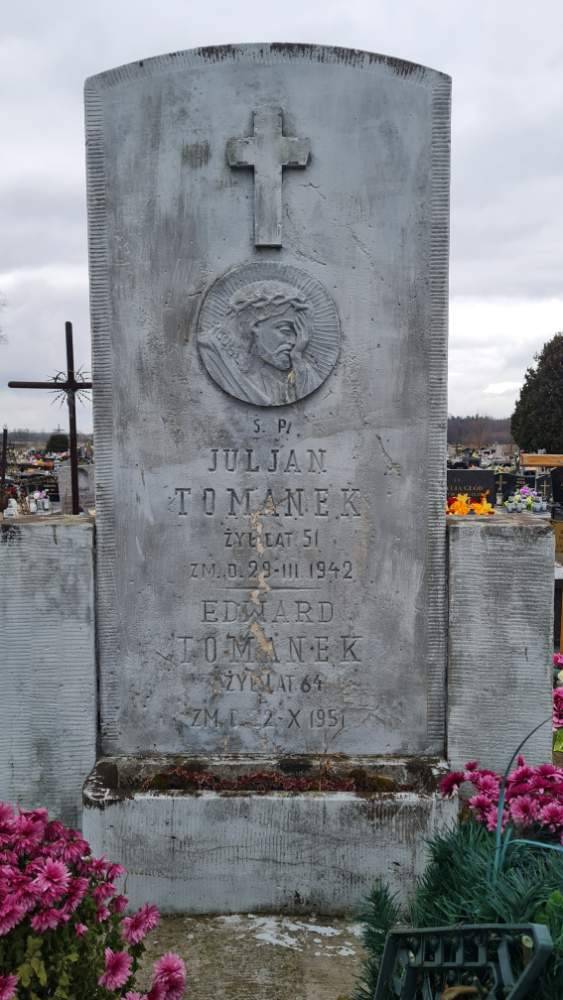 Ś. P.
JULJAN
TOMANEK
ŻYŁ LAT 51
ZM. D. 29-III 1942
EDWARD
TOMANEK
ŻYŁ LAT 64
ZM. 2-X 1951